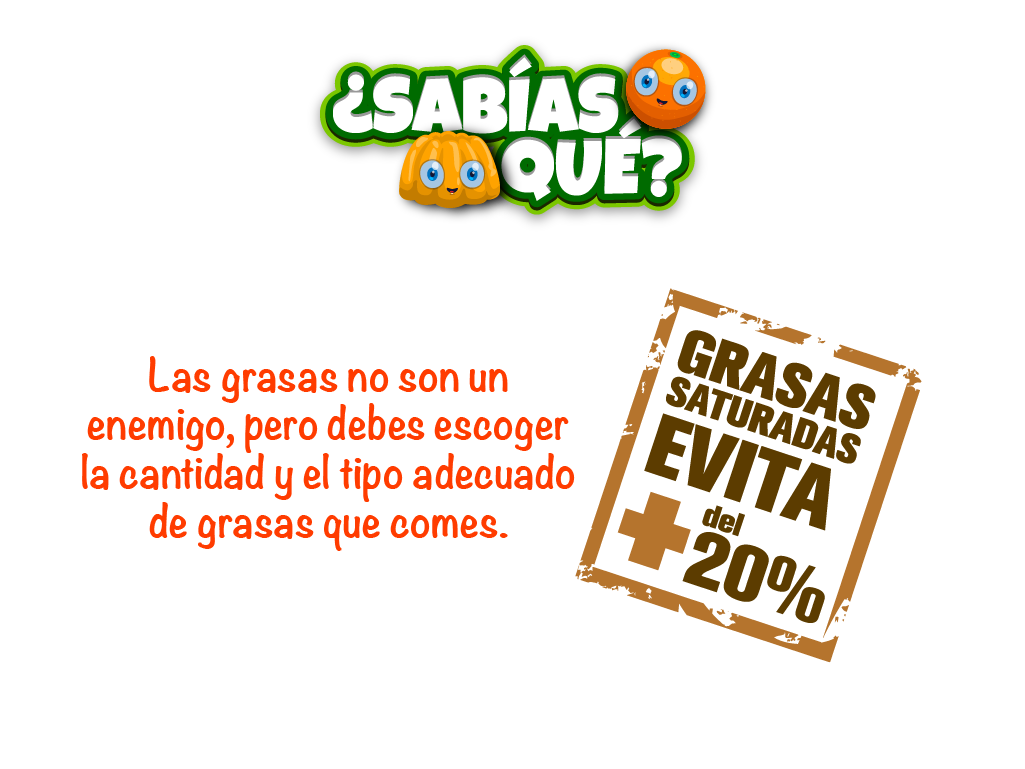 ¿SABÍAS
QUÉ?
Las grasas no son un
enemigo, pero debes escoger
la cantidad y el tipo adecuado
de grasas que comes.
GRASAS
SATURADAS
EVITA
+ del
20%